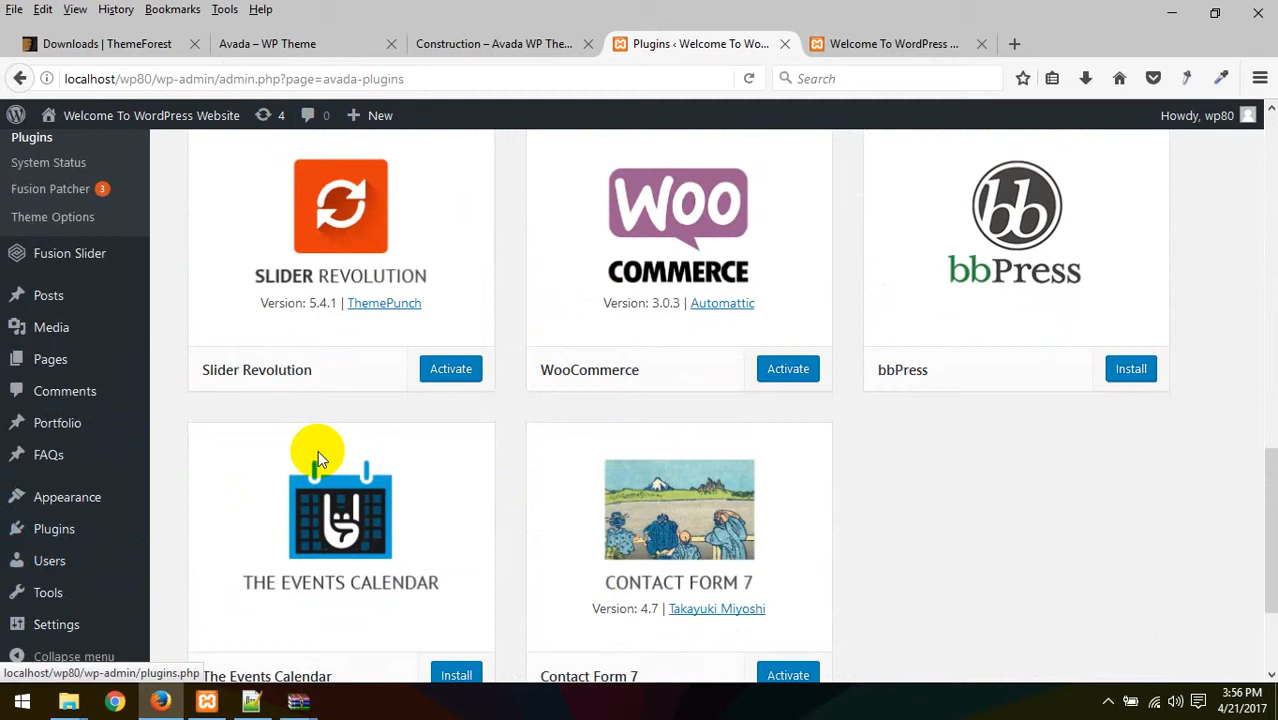 File Edit View History Bookmarks Tools Help
Downloads | ThemeForest
Avada – WP Theme
Construction – Avada WP The...
Plugins ‹ Welcome To Wo...
Welcome To WordPress ...
localhost/wp80/wp-admin/admin.php?page=avada-plugins
Search
Welcome To WordPress Website 4 0 New Howdy, wp80
Plugins
System Status
Fusion Patcher 3
Theme Options
Fusion Slider
Posts
Media
Pages
Comments
Portfolio
FAQs
Appearance
Plugins
Users
Tools
Settings
Collapse menu
SLIDER REVOLUTION
Version: 5.4.1 | ThemePunch
Slider Revolution Activate
WOO
COMMERCE
Version: 3.0.3 | Automattic
WooCommerce Activate
bb
bbPress
bbPress Install
THE EVENTS CALENDAR
The Events Calendar Install
CONTACT FORM 7
Version: 4.7 | Takayuki Miyoshi
Contact Form 7 Activate
localhost/wp80/wp-admin/plugins.php
3:56 PM
4/21/2017